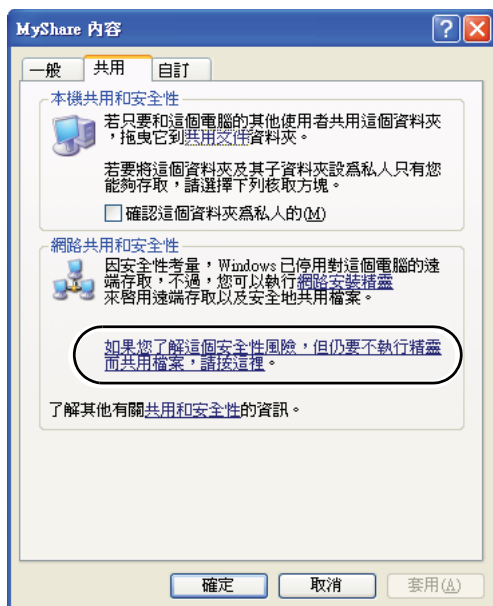 MyShare 內容
一般
共用
自訂
本機共用和安全性
若只要和這個電腦的其他使用者共用這個資料夾
，拖曳它到共用文件資料夾。
若要將這個資料夾及其子資料夾設爲私人只有您
能夠存取，請選擇下列核取方塊。
確認這個資料夾爲私人的(M)
網路共用和安全性
因安全性考量，Windows 已停用對這個電腦的遠
端存取，不過，您可以執行網路安裝精靈
來啓用遠端存取以及安全地共用檔案。
如果您了解這個安全性風險，但仍要不執行精靈
而共用檔案，請按這裡。
了解其他有關共用和安全性的資訊。
確定
取消
套用(A)